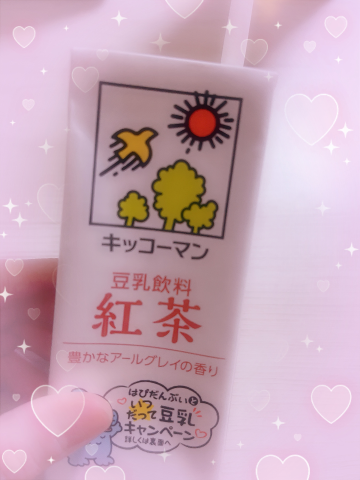 キッコーマン
豆乳飲料
紅茶
豊かなアールグレイの香り
はぴだんぶいと
いつ
だって豆乳
キャンペーン
詳しくは裏面へ